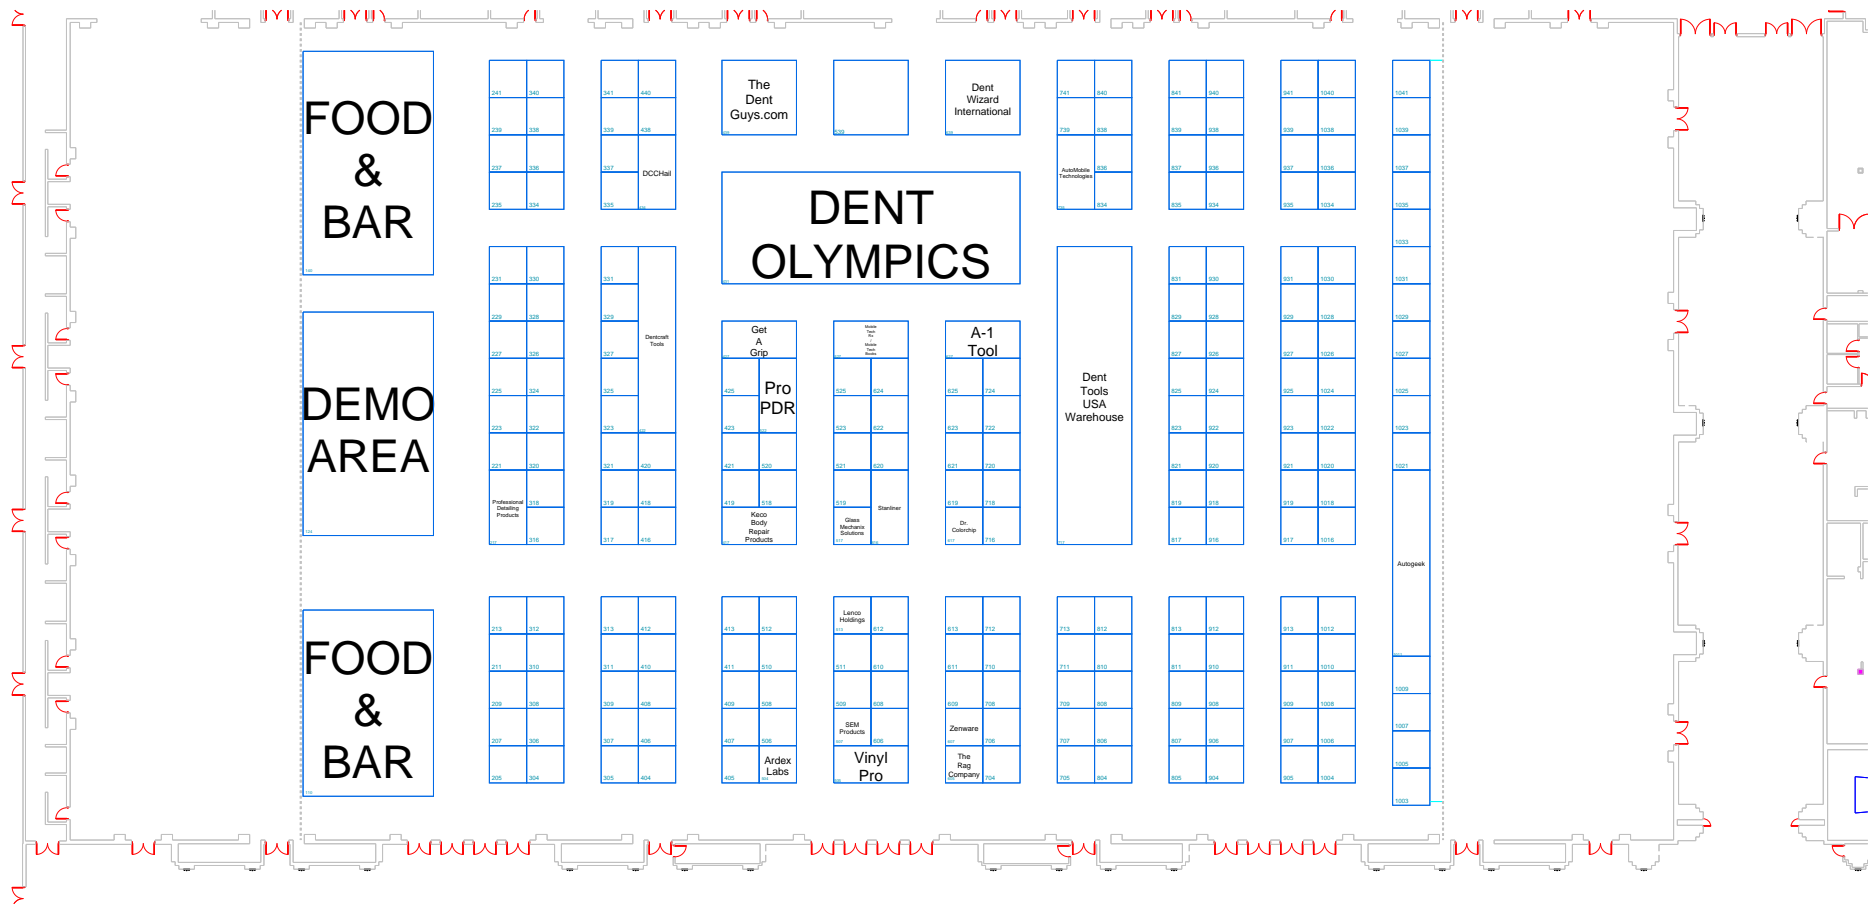 FOOD
&
BAR
DEMO
AREA
FOOD
&
BAR
241 340
239 338
237 336
235 334
231 330
229 328
227 326
225 324
223 322
221 320
Professional
Detailing
Products
318
316
213 312
211 310
209 308
207 306
205 304
341 440
339 438
337
DCCHail
335
331
329
327
Dentcraft
Tools
325
323
321 420
319 418
317 416
313 412
311 410
309 408
307 406
305 404
The
Dent
Guys.com
539
Dent
Wizard
International
DENT
OLYMPICS
Get
A
Grip
425
Pro
PDR
423
421 520
419 518
Keco
Body
Repair
Products
413 512
411 510
409 508
407 506
405
Ardex
Labs
Mobile
Tech
Rx
/
Mobile
Tech
Books
525 624
523 622
521 620
519
Stanliner
Glass
Mechanix
Solutions
517
Lenco
Holdings
513 612
511 610
509 608
SEM
Products
507 606
Vinyl
Pro
A-1
Tool
625 724
623 722
621 720
619 718
Dr.
Colorchip
617 716
613 712
611 710
609 708
Zenware
607 706
The
Rag
Company
704
741 840
739 838
AutoMobile
Technologies
836
834
Dent
Tools
USA
Warehouse
713 812
711 810
709 808
707 806
705 804
841 940
839 938
837 936
835 934
831 930
829 928
827 926
825 924
823 922
821 920
819 918
817 916
813 912
811 910
809 908
807 906
805 904
941 1040
939 1038
937 1036
935 1034
931 1030
929 1028
927 1026
925 1024
923 1022
921 1020
919 1018
917 1016
913 1012
911 1010
909 1008
907 1006
905 1004
1041
1039
1037
1035
1033
1031
1029
1027
1025
1023
1021
Autogeek
1009
1007
1005
1003